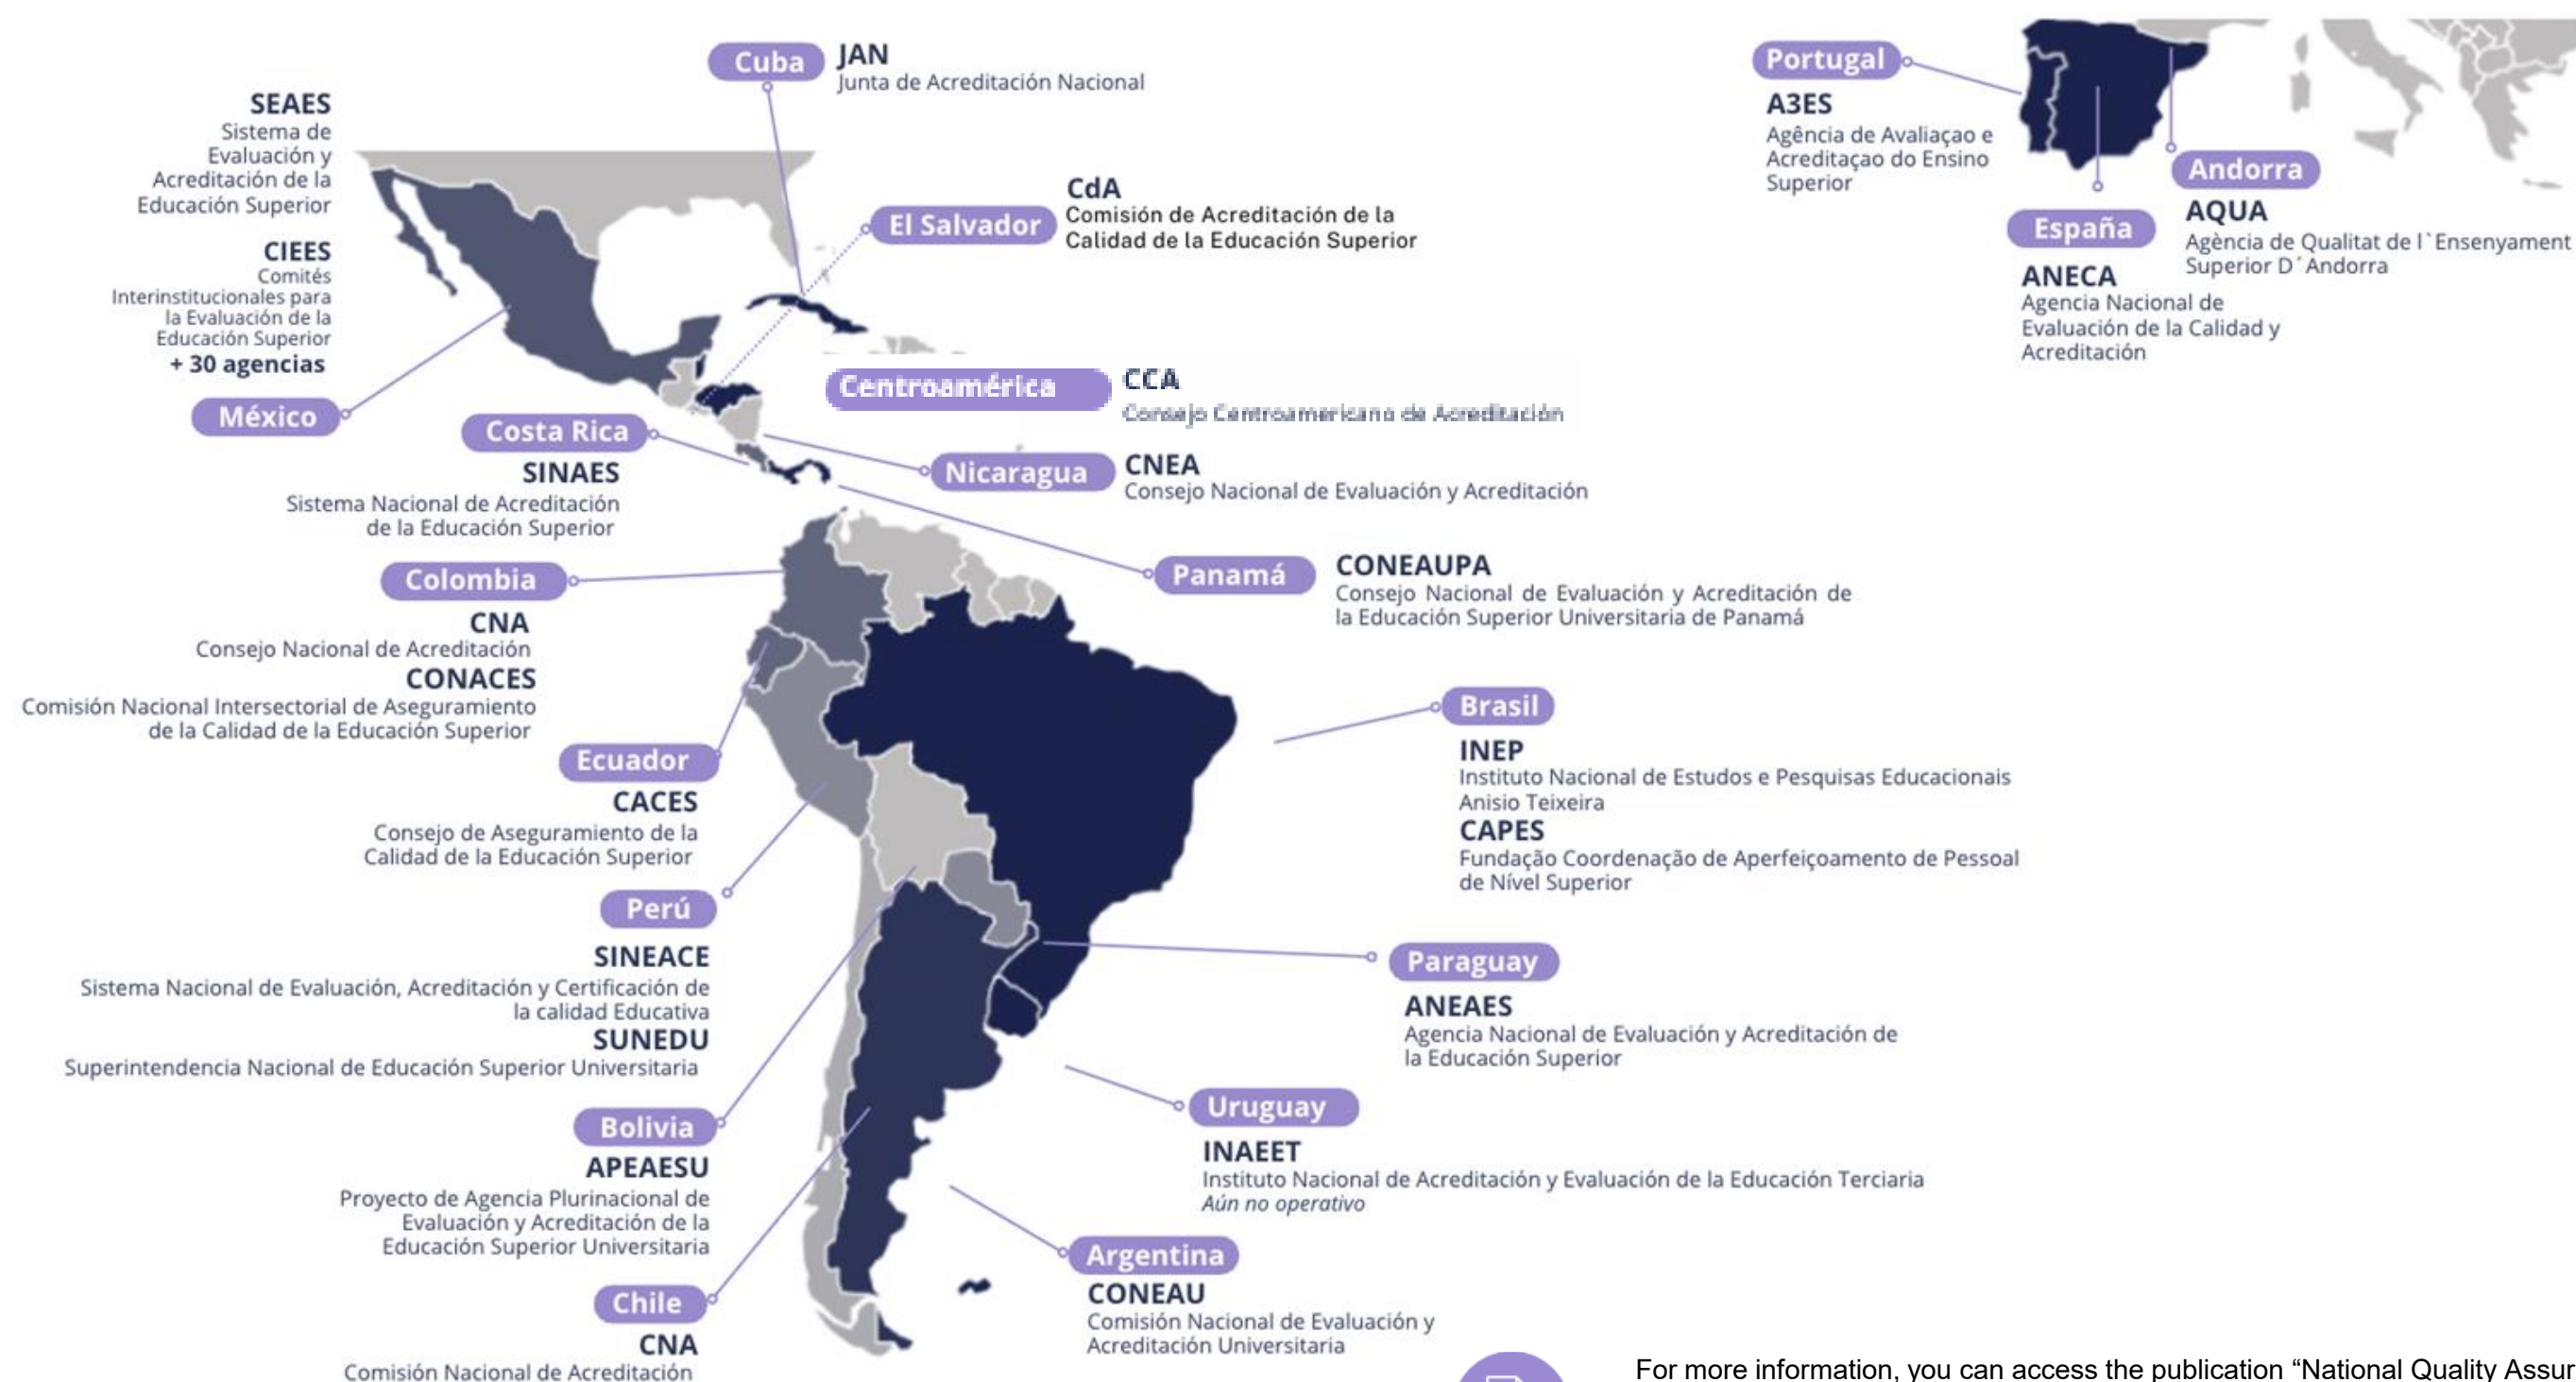 Cuba
JAN
Junta de Acreditación Nacional
SEAES
Sistema de
Evaluación y
Acreditación de la
Educación Superior
CIEES
Comités
Interinstitucionales para
la Evaluación de la
Educación Superior
+ 30 agencias
México
El Salvador
CdA
Comisión de Acreditación de la
Calidad de la Educación Superior
Portugal
A3ES
Agência de Avaliaçao e
Acreditaçao do Ensino
Superior
Andorra
AQUA
Agència de Qualitat de l`Ensenyament
Superior D´Andorra
España
ANECA
Agencia Nacional de
Evaluación de la Calidad y
Acreditación
Centroamérica
CCA
Consejo Centroamericano de Acreditación
Costa Rica
SINAES
Sistema Nacional de Acreditación
de la Educación Superior
Nicaragua
CNEA
Consejo Nacional de Evaluación y Acreditación
Panamá
CONEAUPA
Consejo Nacional de Evaluación y Acreditación de
la Educación Superior Universitaria de Panamá
Colombia
CNA
Consejo Nacional de Acreditación
CONACES
Comisión Nacional Intersectorial de Aseguramiento
de la Calidad de la Educación Superior
Ecuador
CACES
Consejo de Aseguramiento de la
Calidad de la Educación Superior
Brasil
INEP
Instituto Nacional de Estudos e Pesquisas Educacionais
Anisio Teixeira
CAPES
Fundação Coordenação de Aperfeiçoamento de Pessoal
de Nível Superior
Perú
SINEACE
Sistema Nacional de Evaluación, Acreditación y Certificación de
la calidad Educativa
SUNEDU
Superintendencia Nacional de Educación Superior Universitaria
Paraguay
ANEAES
Agencia Nacional de Evaluación y Acreditación de
la Educación Superior
Bolivia
APEAESU
Proyecto de Agencia Plurinacional de
Evaluación y Acreditación de la
Educación Superior Universitaria
Uruguay
INAEET
Instituto Nacional de Acreditación y Evaluación de la Educación Terciaria
Aún no operativo
Argentina
CONEAU
Comisión Nacional de Evaluación y
Acreditación Universitaria
Chile
CNA
Comisión Nacional de Acreditación
For more information, you can access the publication “National Quality